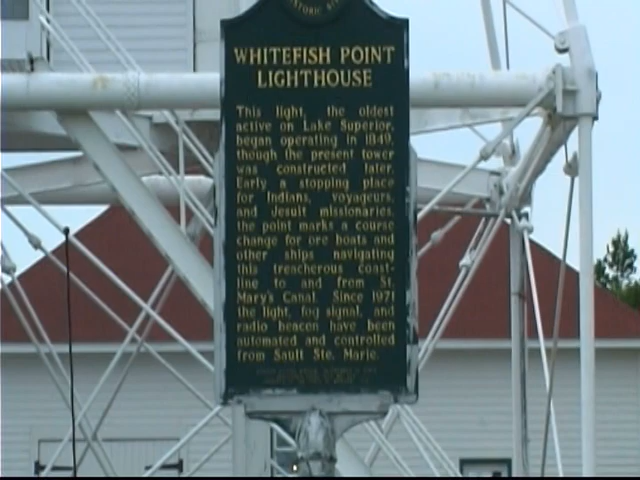 HISTORIC SITE
WHITEFISH POINT
LIGHTHOUSE
This light, the oldest
active on Lake Superior,
began operating in 1849,
though the present tower
was constructed later.
Early a stopping place
for Indians, voyageurs,
and Jesuit missionaries,
the point marks a course
change for ore boats and
other ships navigating
this treacherous coast-
line to and from St.
Mary's Canal. Since 1971
the light, fog signal, and
radio beacon have been
automated and controlled
from Sault Ste. Marie.